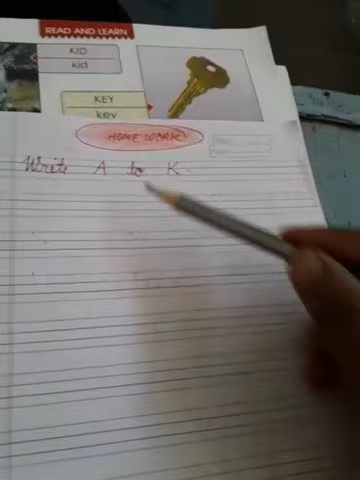 READ AND LEARN
KID
kid
KEY
key
HOME WORK
Write A to K